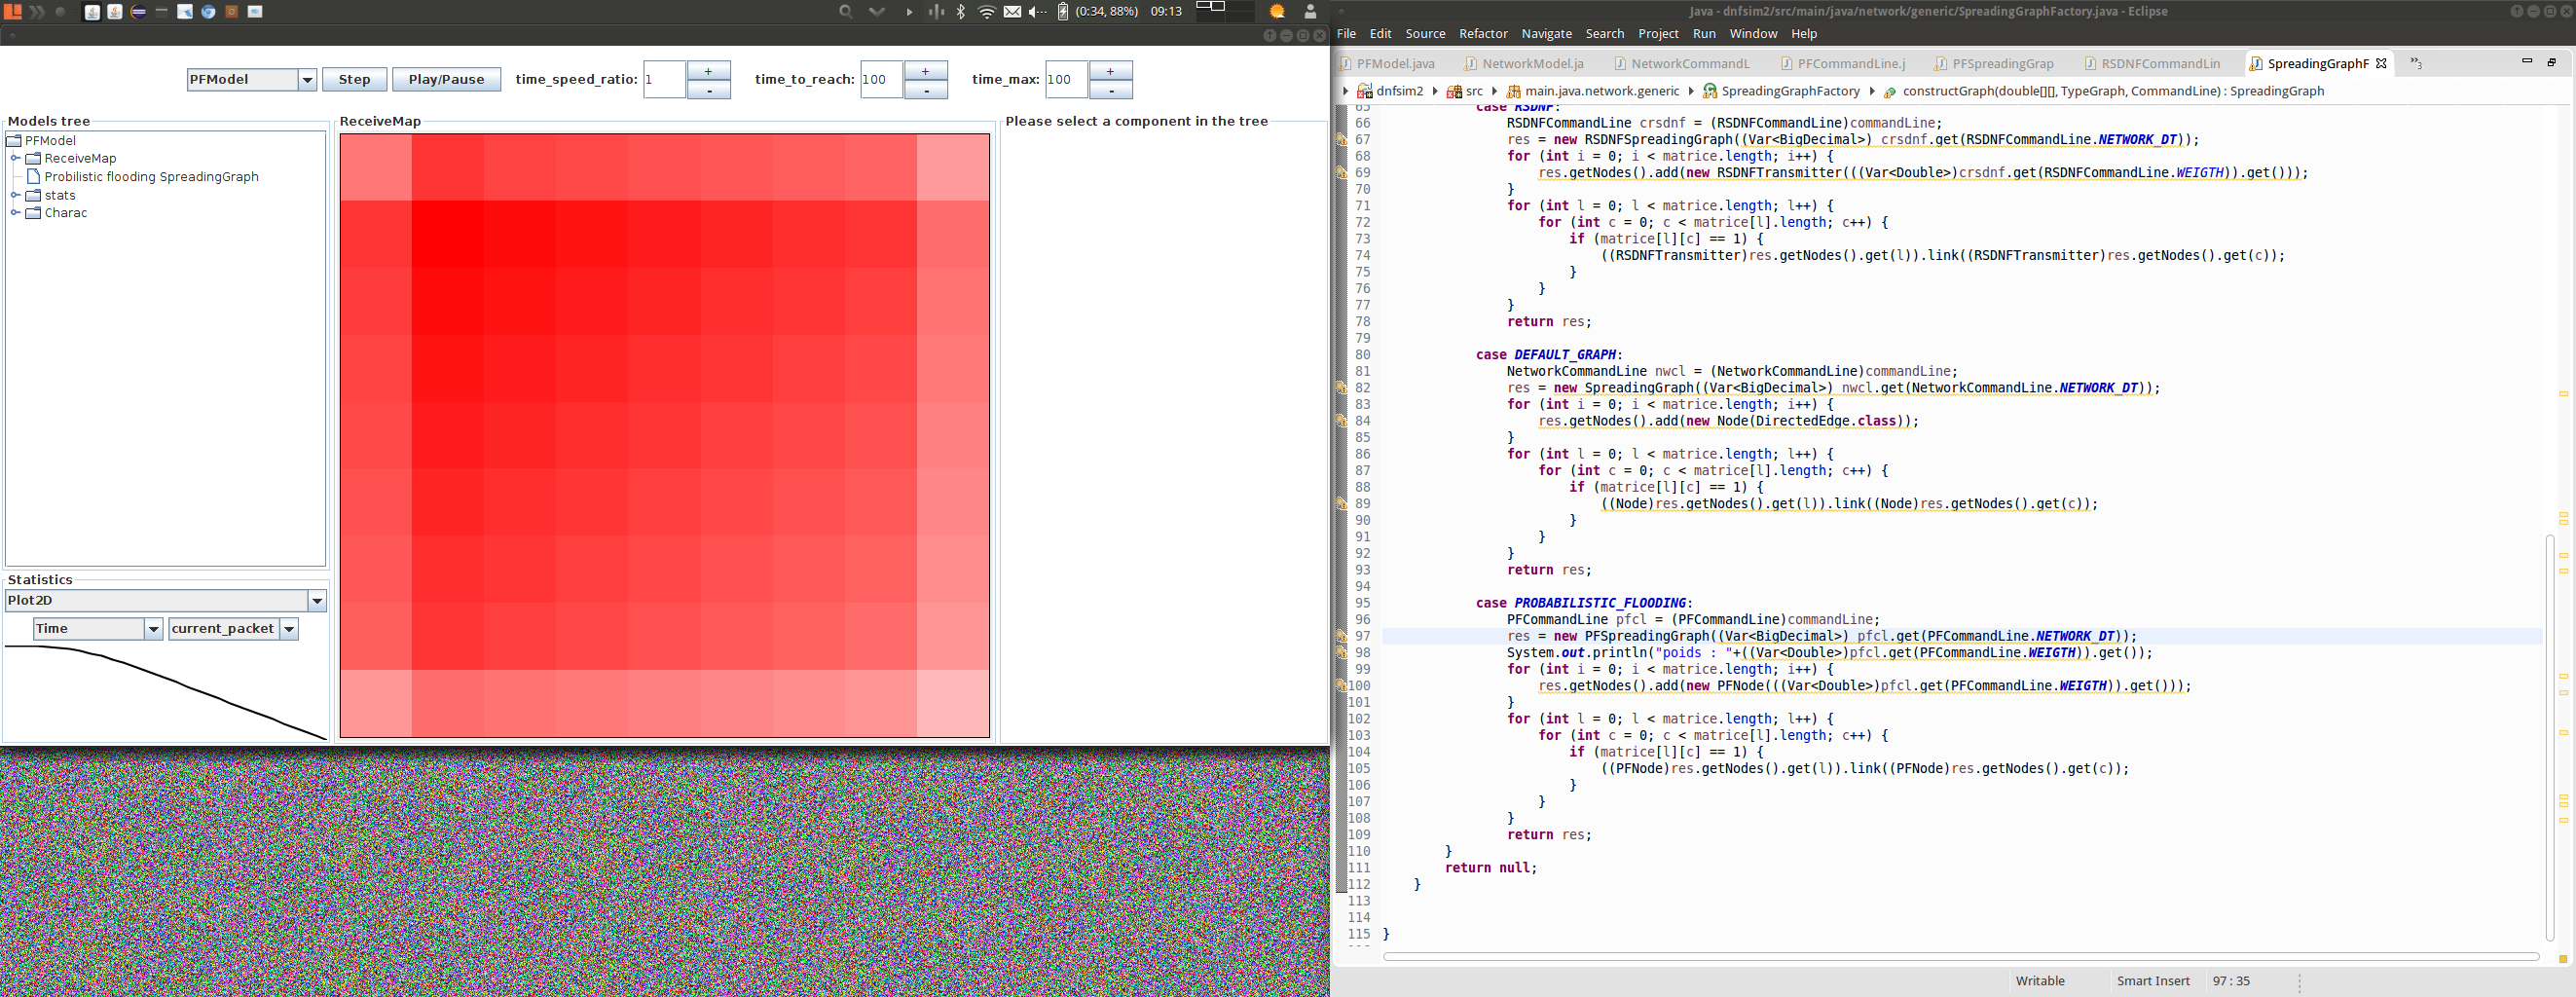 (0:34, 88%) 09:13
PFModel Step Play/Pause time_speed_ratio: 1 + - time_to_reach: 100 + - time_max: 100 + -
Models tree
PFModel
ReceiveMap
Probilistic flooding SpreadingGraph
stats
Charac
Statistics
Plot2D
Time current_packet
ReceiveMap
Please select a component in the tree
Java - dnfsim2/src/main/java/network/generic/SpreadingGraphFactory.java - Eclipse
File Edit Source Refactor Navigate Search Project Run Window Help
PFModel.java NetworkModel.ja NetworkCommandL PFCommandLine.j PFSpreadingGrap RSDNFCommandLin SpreadingGraphF »3
dnfsim2 src main.java.network.generic SpreadingGraphFactory constructGraph(double[][], TypeGraph, CommandLine) : SpreadingGraph
65 case RSDNF:
66 RSDNFCommandLine crsdnf = (RSDNFCommandLine)commandLine;
67 res = new RSDNFSpreadingGraph((Var<BigDecimal>) crsdnf.get(RSDNFCommandLine.NETWORK_DT));
68 for (int i = 0; i < matrice.length; i++) {
69 res.getNodes().add(new RSDNFTransmitter(((Var<Double>)crsdnf.get(RSDNFCommandLine.WEIGTH)).get()));
70 }
71 for (int l = 0; l < matrice.length; l++) {
72 for (int c = 0; c < matrice[l].length; c++) {
73 if (matrice[l][c] == 1) {
74 ((RSDNFTransmitter)res.getNodes().get(l)).link((RSDNFTransmitter)res.getNodes().get(c));
75 }
76 }
77 }
78 return res;
79
80 case DEFAULT_GRAPH:
81 NetworkCommandLine nwcl = (NetworkCommandLine)commandLine;
82 res = new SpreadingGraph((Var<BigDecimal>) nwcl.get(NetworkCommandLine.NETWORK_DT));
83 for (int i = 0; i < matrice.length; i++) {
84 res.getNodes().add(new Node(DirectedEdge.class));
85 }
86 for (int l = 0; l < matrice.length; l++) {
87 for (int c = 0; c < matrice[l].length; c++) {
88 if (matrice[l][c] == 1) {
89 ((Node)res.getNodes().get(l)).link((Node)res.getNodes().get(c));
90 }
91 }
92 }
93 return res;
94
95 case PROBABILISTIC_FLOODING:
96 PFCommandLine pfcl = (PFCommandLine)commandLine;
97 res = new PFSpreadingGraph((Var<BigDecimal>) pfcl.get(PFCommandLine.NETWORK_DT));
98 System.out.println("poids : "+((Var<Double>)pfcl.get(PFCommandLine.WEIGTH)).get());
99 for (int i = 0; i < matrice.length; i++) {
100 res.getNodes().add(new PFNode(((Var<Double>)pfcl.get(PFCommandLine.WEIGTH)).get()));
101 }
102 for (int l = 0; l < matrice.length; l++) {
103 for (int c = 0; c < matrice[l].length; c++) {
104 if (matrice[l][c] == 1) {
105 ((PFNode)res.getNodes().get(l)).link((PFNode)res.getNodes().get(c));
106 }
107 }
108 }
109 return res;
110 }
111 return null;
112 }
113
114
115 }
Writable Smart Insert 97 : 35